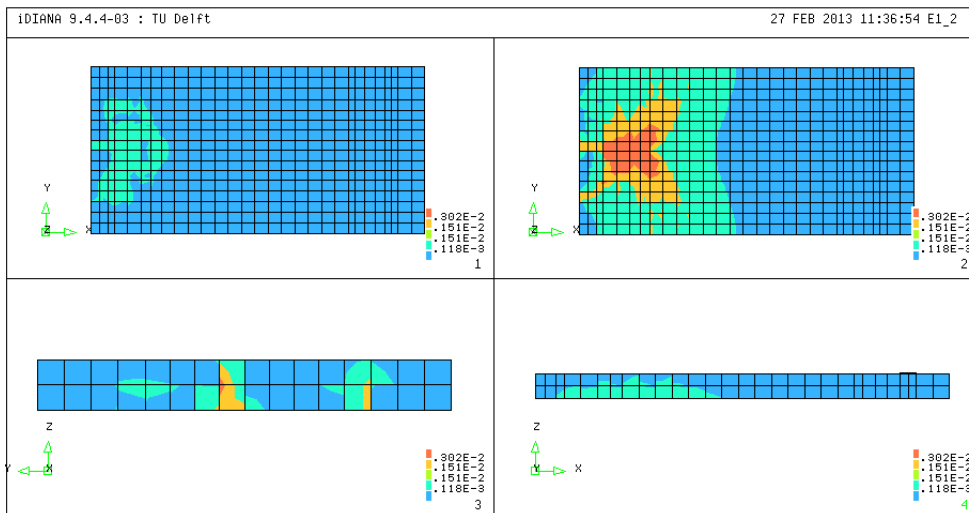 iDIANA 9.4.4-03 : TU Delft
27 FEB 2013 11:36:54 E1_2
Y
Z X
.302E-2
.151E-2
.151E-2
.118E-3
1
Y
Z X
.302E-2
.151E-2
.151E-2
.118E-3
2
Z
Y X
.302E-2
.151E-2
.151E-2
.118E-3
3
Z
Y X
.302E-2
.151E-2
.151E-2
.118E-3
4